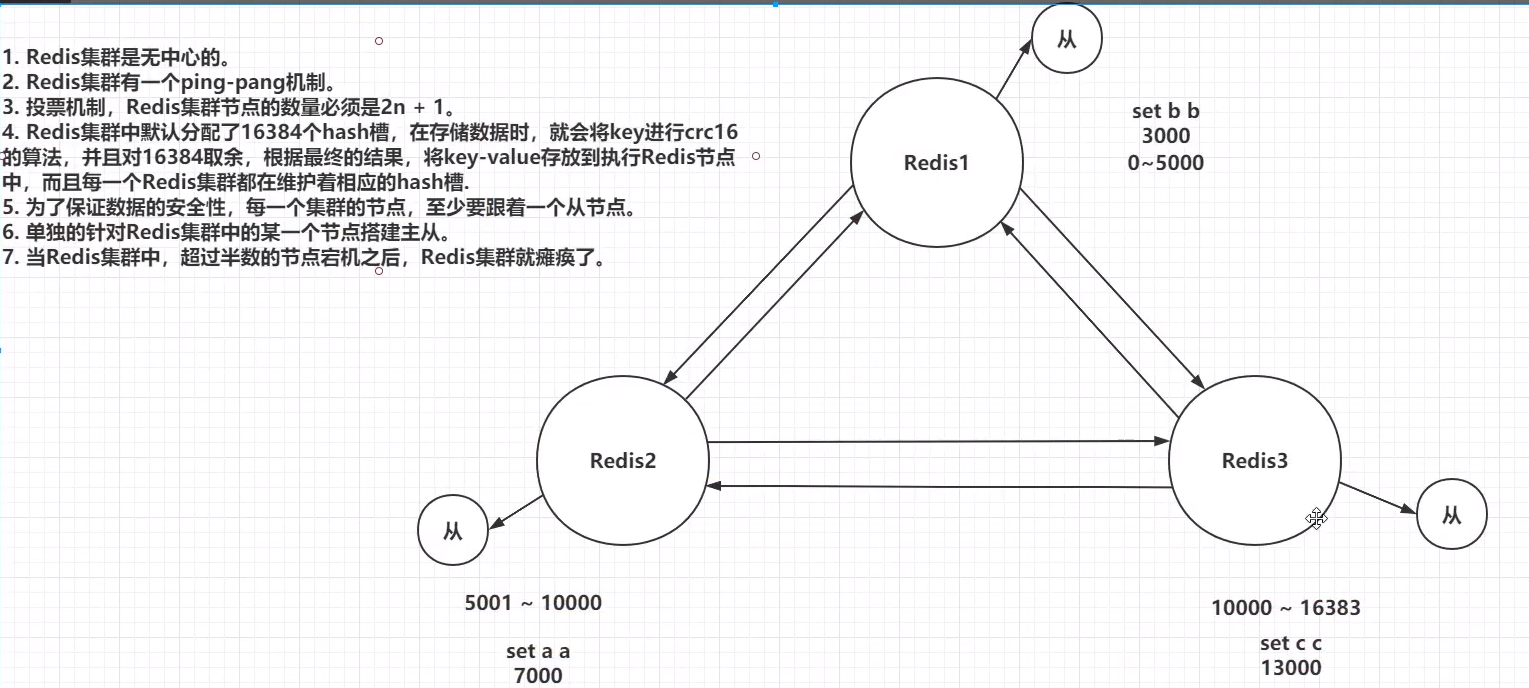 1. Redis集群是无中心的。
2. Redis集群有一个ping-pang机制。
3. 投票机制，Redis集群节点的数量必须是2n + 1。
4. Redis集群中默认分配了16384个hash槽，在存储数据时，就会将key进行crc16
的算法，并且对16384取余，根据最终的结果，将key-value存放到执行Redis节点
中，而且每一个Redis集群都在维护着相应的hash槽.
5. 为了保证数据的安全性，每一个集群的节点，至少要跟着一个从节点。
6. 单独的针对Redis集群中的某一个节点搭建主从。
7. 当Redis集群中，超过半数的节点宕机之后，Redis集群就瘫痪了。
从
Redis1
set b b
3000
0~5000
Redis2
从
5001 ~ 10000
set a a
7000
Redis3
从
10000 ~ 16383
set c c
13000